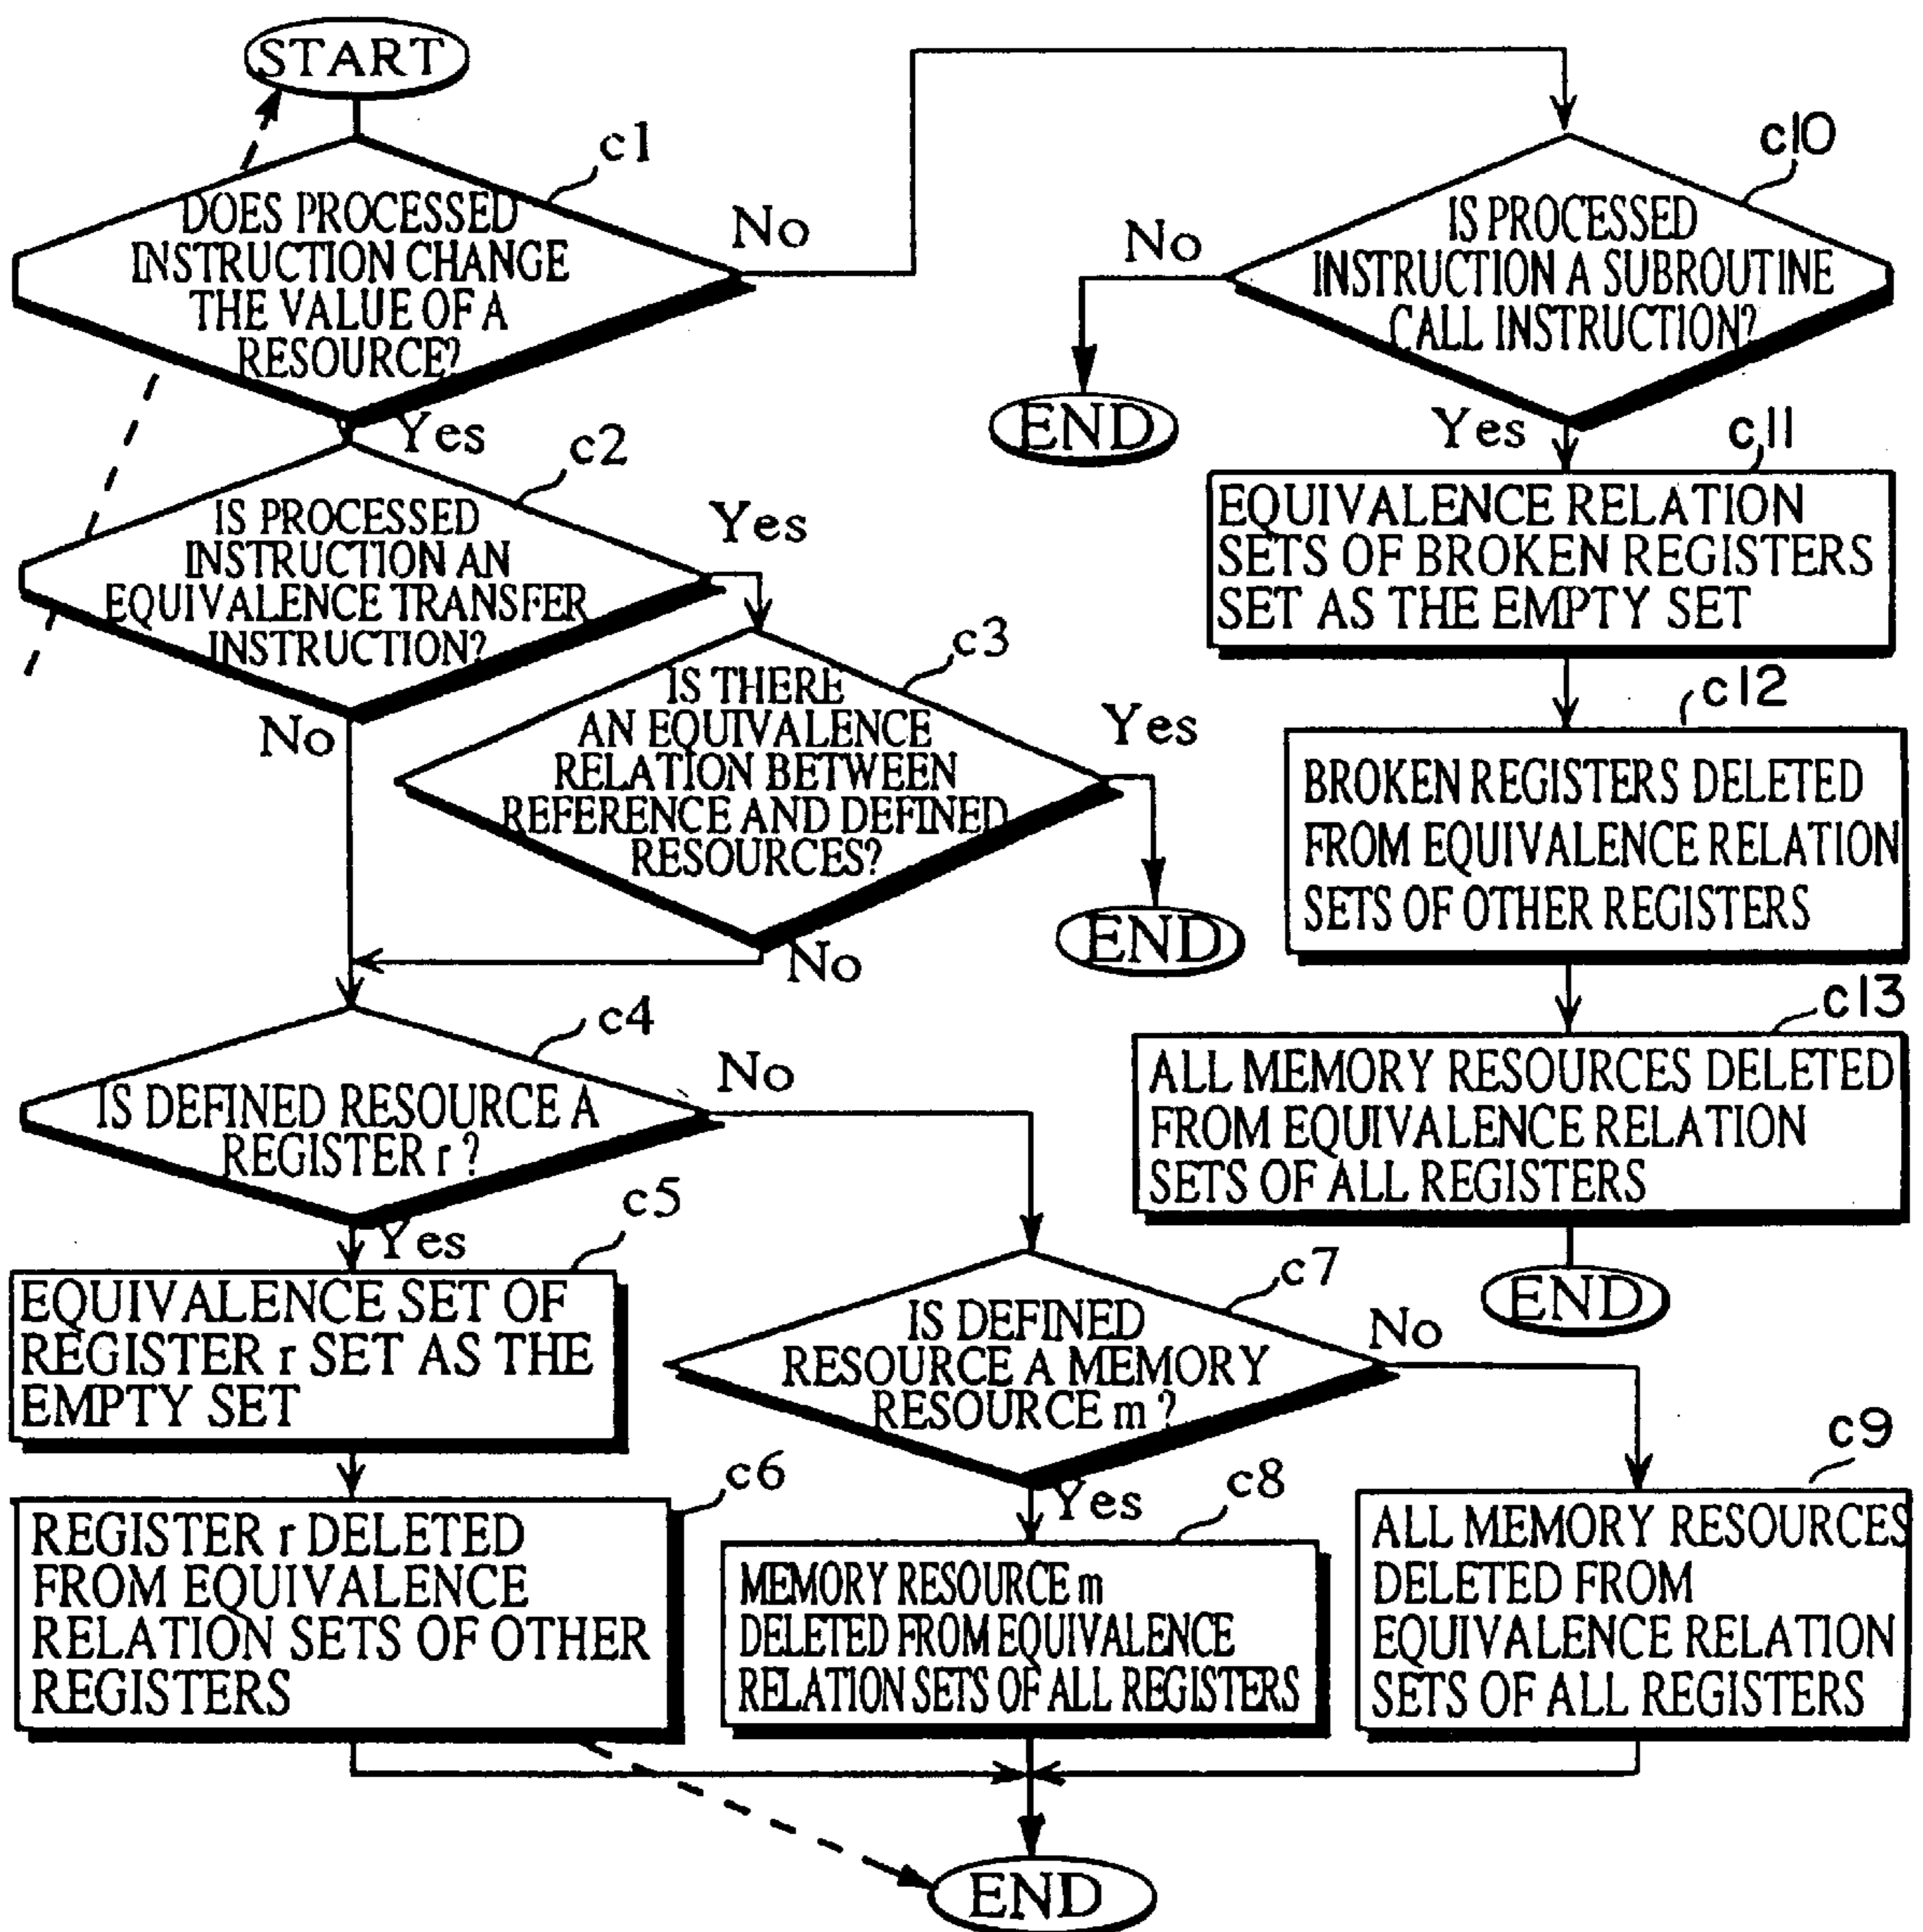 START
c1
DOES PROCESSED
INSTRUCTION CHANGE
THE VALUE OF A
RESOURCE?
No
Yes
c2
IS PROCESSED
INSTRUCTION AN
EQUIVALENCE TRANSFER
INSTRUCTION?
Yes
No
c3
IS THERE
AN EQUIVALENCE
RELATION BETWEEN
REFERENCE AND DEFINED
RESOURCES?
Yes
END
No
c4
IS DEFINED RESOURCE A
REGISTER r ?
No
Yes
c5
EQUIVALENCE SET OF
REGISTER r SET AS THE
EMPTY SET
c6
REGISTER r DELETED
FROM EQUIVALENCE
RELATION SETS OF OTHER
REGISTERS
c7
IS DEFINED
RESOURCE A MEMORY
RESOURCE m ?
No
Yes
c8
MEMORY RESOURCE m
DELETED FROM EQUIVALENCE
RELATION SETS OF ALL REGISTERS
c9
ALL MEMORY RESOURCES
DELETED FROM
EQUIVALENCE RELATION
SETS OF ALL REGISTERS
END
c10
IS PROCESSED
INSTRUCTION A SUBROUTINE
CALL INSTRUCTION?
No
END
Yes
c11
EQUIVALENCE RELATION
SETS OF BROKEN REGISTERS
SET AS THE EMPTY SET
c12
BROKEN REGISTERS DELETED
FROM EQUIVALENCE RELATION
SETS OF OTHER REGISTERS
c13
ALL MEMORY RESOURCES DELETED
FROM EQUIVALENCE RELATION
SETS OF ALL REGISTERS
END